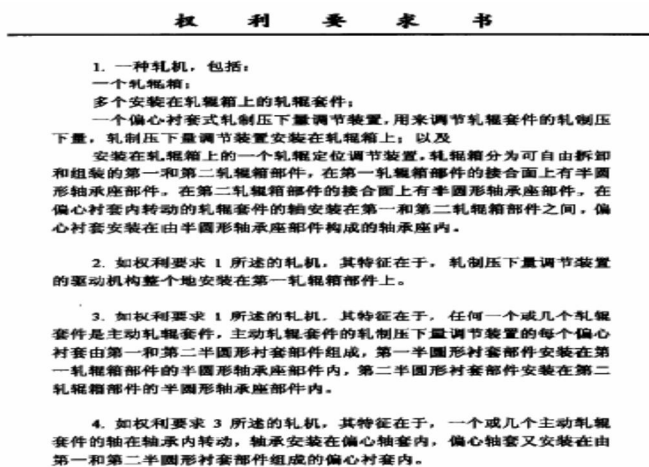 权利要求书
1. 一种轧机，包括：
一个轧辊箱；
多个安装在轧辊箱上的轧辊套件；
一个偏心衬套式轧制压下量调节装置，用来调节轧辊套件的轧制压
下量，轧制压下量调节装置安装在轧辊箱上；以及
安装在轧辊箱上的一个轧辊定位调节装置，轧辊箱分为可自由拆卸
和组装的第一和第二轧辊箱部件，在第一轧辊箱部件的接合面上有半圆
形轴承座部件，在第二轧辊箱部件的接合面上有半圆形轴承座部件，在
偏心衬套内转动的轧辊套件的轴安装在第一和第二轧辊箱部件之间，偏
心衬套安装在由半圆形轴承座部件构成的轴承座内。
2. 如权利要求 1 所述的轧机，其特征在于，轧制压下量调节装置
的驱动机构整个地安装在第一轧辊箱部件上。
3. 如权利要求 1 所述的轧机，其特征在于，任何一个或几个轧辊
套件是主动轧辊套件，主动轧辊套件的轧制压下量调节装置的每个偏心
衬套由第一和第二半圆形衬套部件组成，第一半圆形衬套部件安装在第
一轧辊箱部件的半圆形轴承座部件内，第二半圆形衬套部件安装在第二
轧辊箱部件的半圆形轴承座部件内。
4. 如权利要求 3 所述的轧机，其特征在于，一个或几个主动轧辊
套件的轴在轴承内转动，轴承安装在偏心轴套内，偏心轴套又安装在由
第一和第二半圆形衬套部件组成的偏心衬套内。